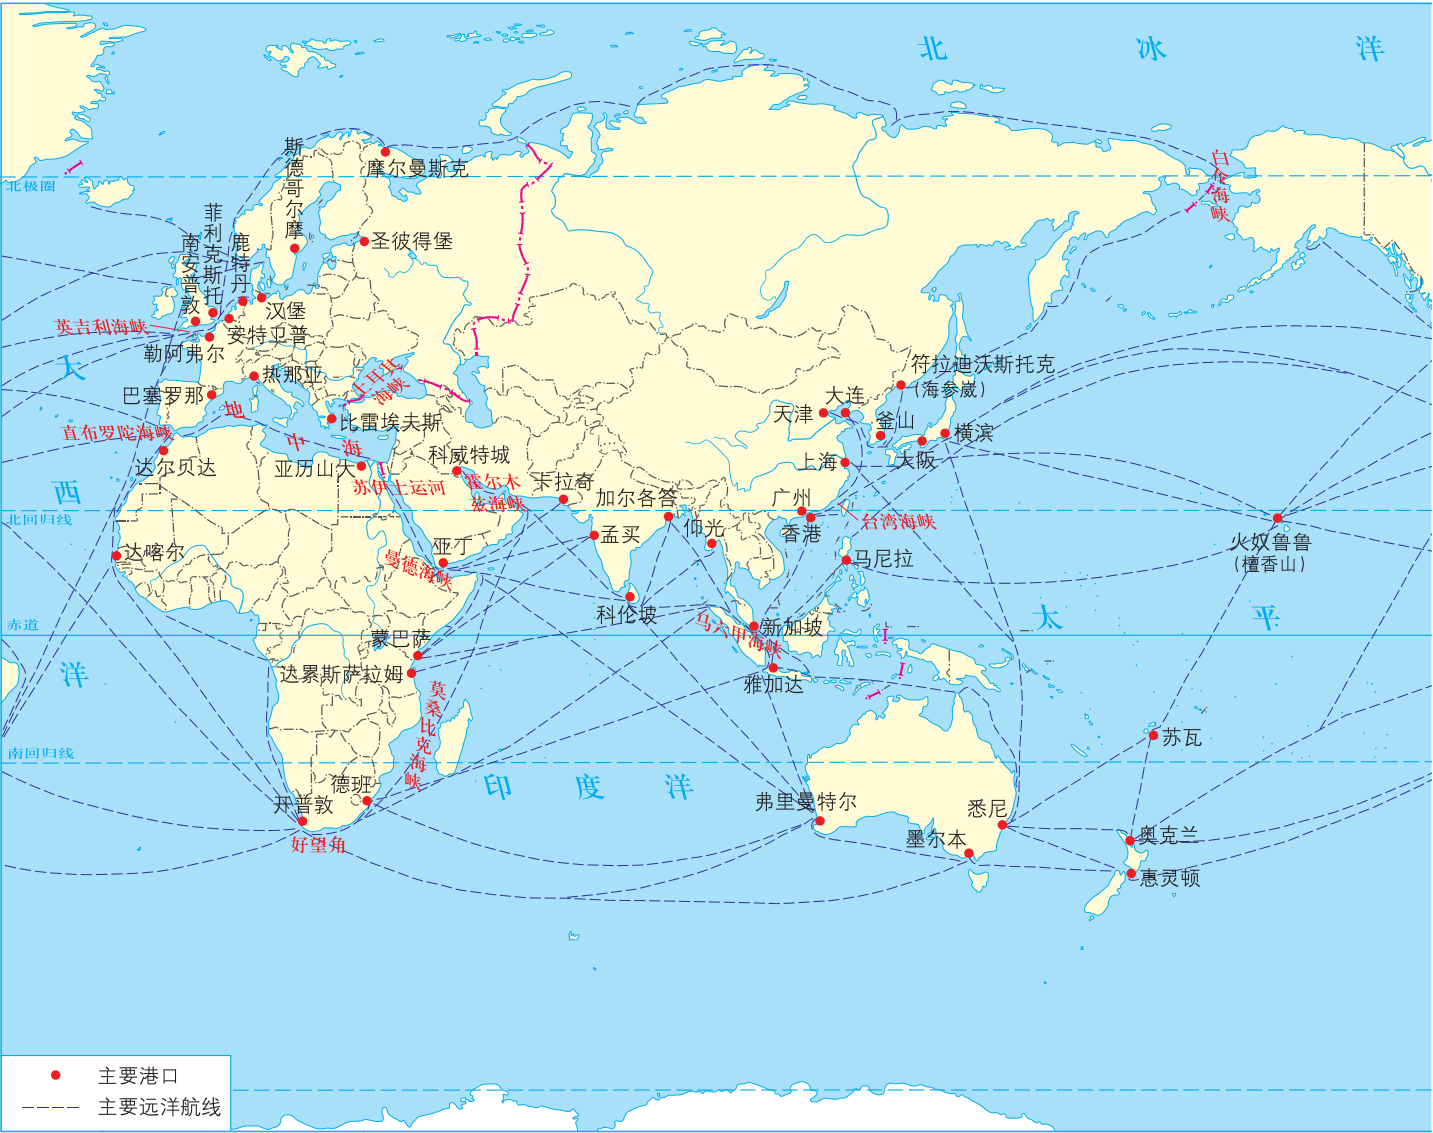 北冰洋
斯德哥尔摩
摩尔曼斯克
白令海峡
北极圈
菲利克斯托
南安普敦
鹿特丹
圣彼得堡
汉堡
英吉利海峡
安特卫普
勒阿弗尔
大西洋
热那亚
土耳其
海峡
符拉迪沃斯托克
(海参崴)
巴塞罗那
地中海
比雷埃夫斯
大连
天津
釜山
横滨
直布罗陀海峡
大阪
达尔贝达
亚历山大
科威特城
上海
苏伊士运河
霍尔木
兹海峡
卡拉奇
加尔各答
广州
北回归线
仰光
香港
台湾海峡
孟买
火奴鲁鲁
(檀香山)
达喀尔
亚丁
曼德海峡
马尼拉
科伦坡
太平洋
赤道
马六甲海峡
新加坡
蒙巴萨
达累斯萨拉姆
雅加达
莫桑比克海峡
苏瓦
南回归线
印度洋
德班
开普敦
弗里曼特尔
悉尼
好望角
墨尔本
奥克兰
惠灵顿
主要港口
主要远洋航线